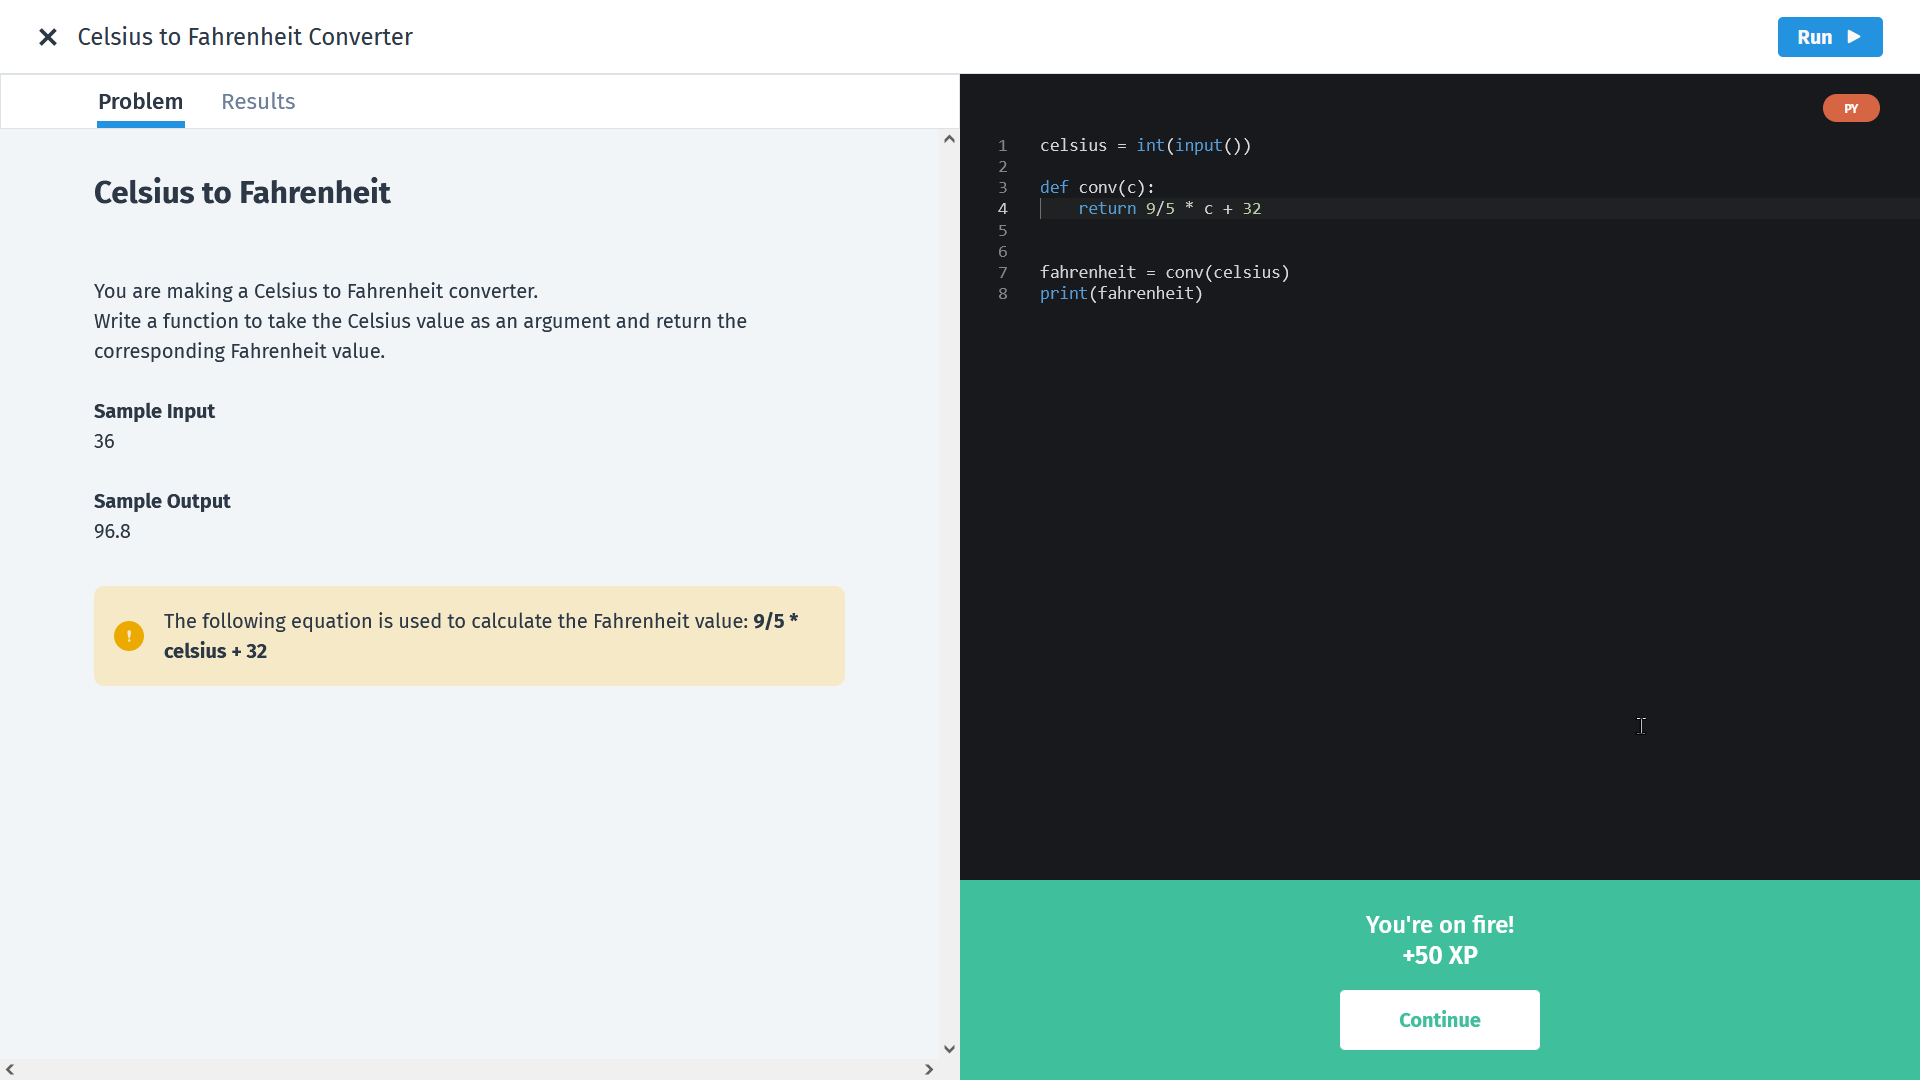 Celsius to Fahrenheit Converter
Run
Problem
Results
Celsius to Fahrenheit
You are making a Celsius to Fahrenheit converter.
Write a function to take the Celsius value as an argument and return the
corresponding Fahrenheit value.
Sample Input
36
Sample Output
96.8
The following equation is used to calculate the Fahrenheit value: 9/5 *
celsius + 32
PY
1 celsius = int(input())
2
3 def conv(c):
4     return 9/5 * c + 32
5
6
7 fahrenheit = conv(celsius)
8 print(fahrenheit)
You're on fire!
+50 XP
Continue